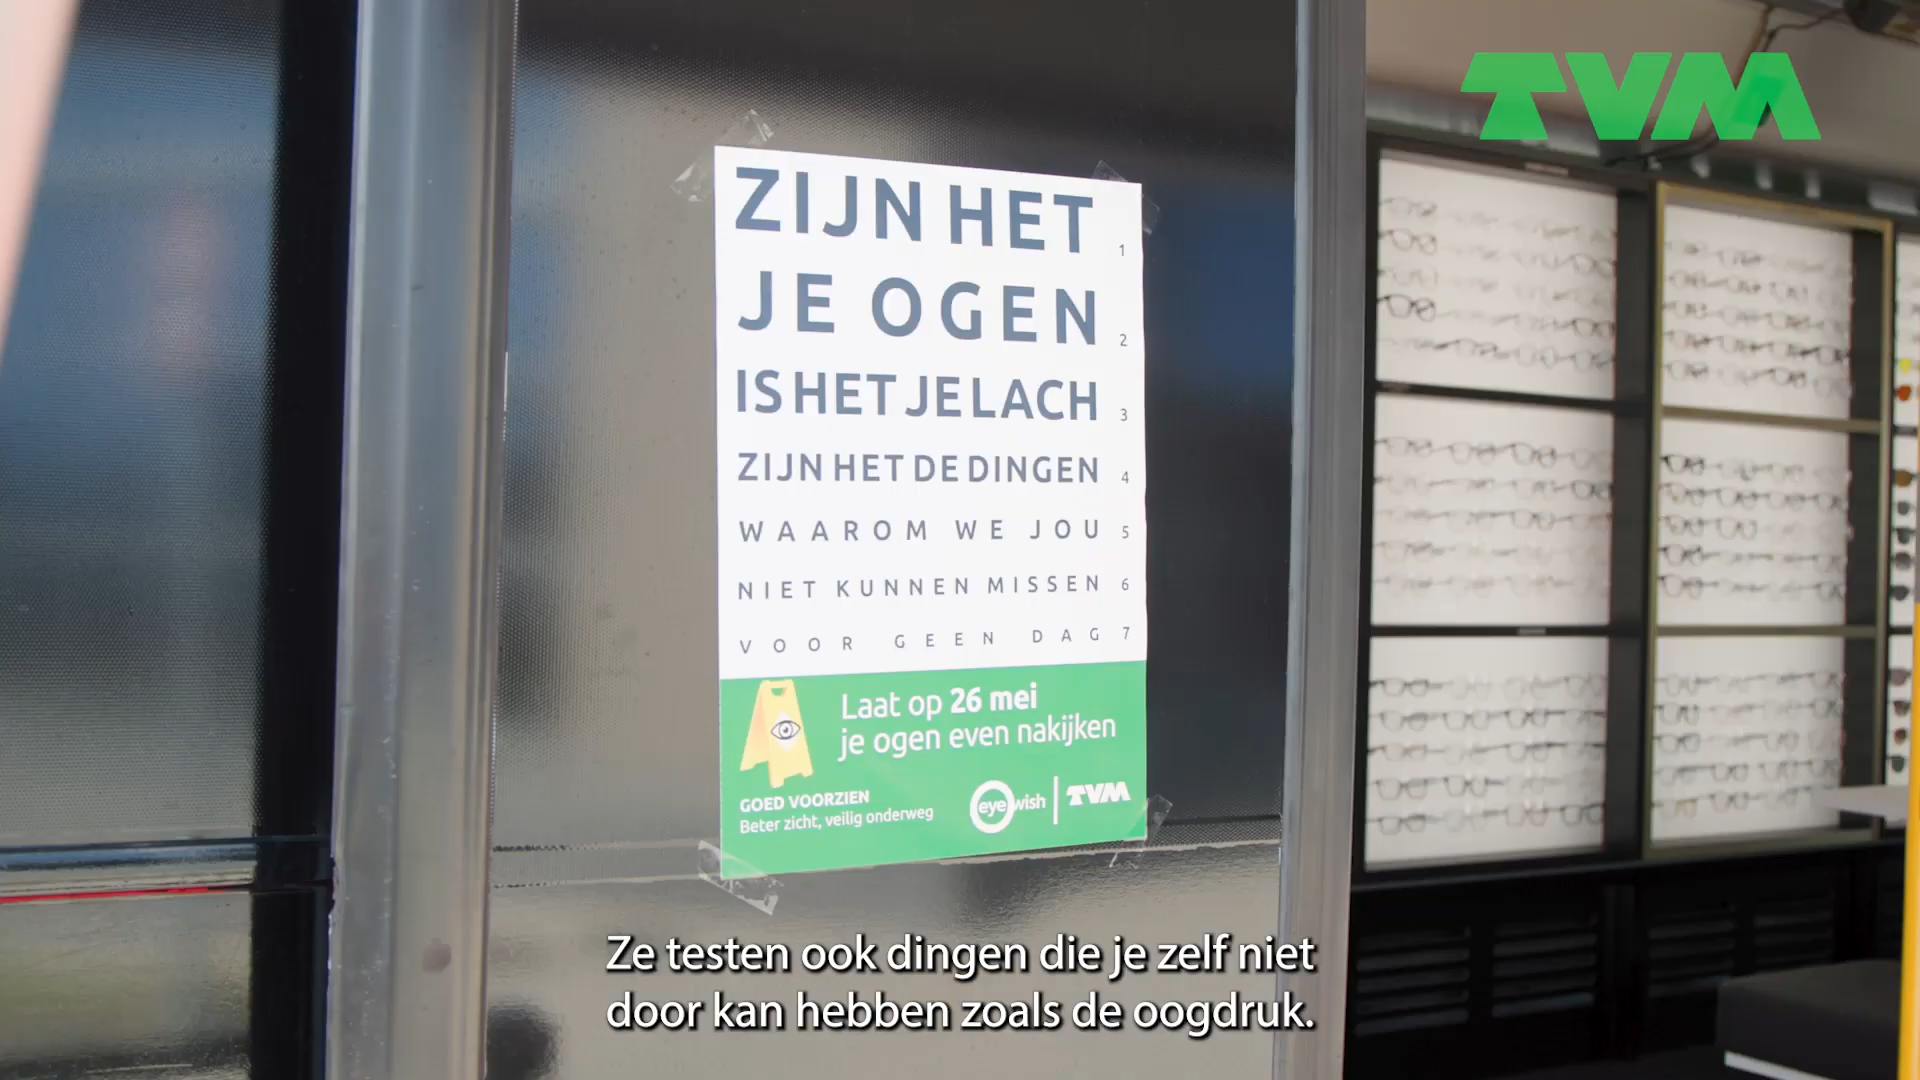 TVM
ZIJN HET 1
JE OGEN 2
IS HET JE LACH 3
ZIJN HET DE DINGEN 4
WAAROM WE JOU 5
NIET KUNNEN MISSEN 6
VOOR GEEN DAG 7
Laat op 26 mei
je ogen even nakijken
GOED VOORZIEN
Beter zicht, veilig onderweg
eye wish | TVM
Ze testen ook dingen die je zelf niet
door kan hebben zoals de oogdruk.